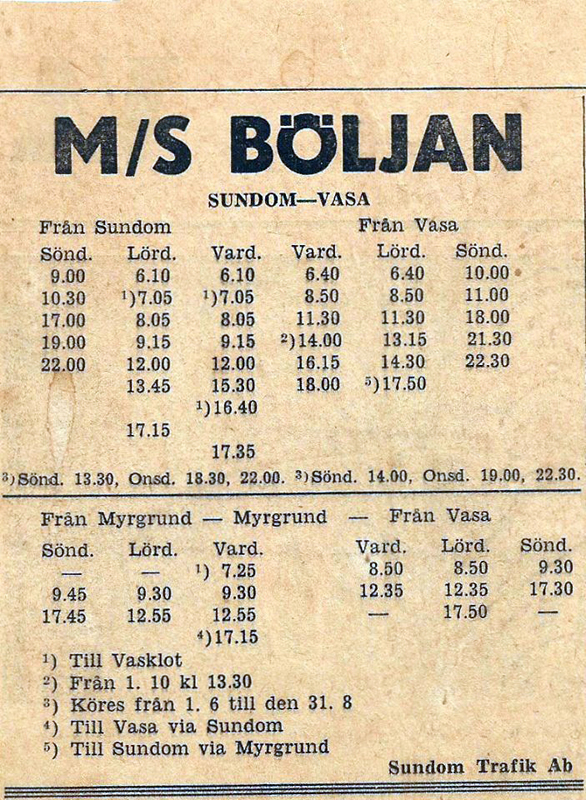 M/S BÖLJAN
SUNDOM—VASA
Från Sundom Från Vasa
Sönd. Lörd. Vard. Vard. Lörd. Sönd.
9.00 6.10 6.10 6.40 6.40 10.00
10.30 ¹)7.05 ¹)7.05 8.50 8.50 11.00
17.00 8.05 8.05 11.30 11.30 18.00
19.00 9.15 9.15 ²)14.00 13.15 21.30
22.00 12.00 12.00 16.15 14.30 22.30
13.45 15.30 18.00 ⁵)17.50
¹)16.40
17.15
17.35
³)Sönd. 13.30, Onsd. 18.30, 22.00. ³)Sönd. 14.00, Onsd. 19.00, 22.30.
Från Myrgrund — Myrgrund — Från Vasa
Sönd. Lörd. Vard. Vard. Lörd. Sönd.
— — ¹) 7.25 8.50 8.50 9.30
9.45 9.30 9.30 12.35 12.35 17.30
17.45 12.55 12.55 — 17.50 —
⁴)17.15
¹) Till Vasklot
²) Från 1. 10 kl 13.30
³) Köres från 1. 6 till den 31. 8
⁴) Till Vasa via Sundom
⁵) Till Sundom via Myrgrund
Sundom Trafik Ab